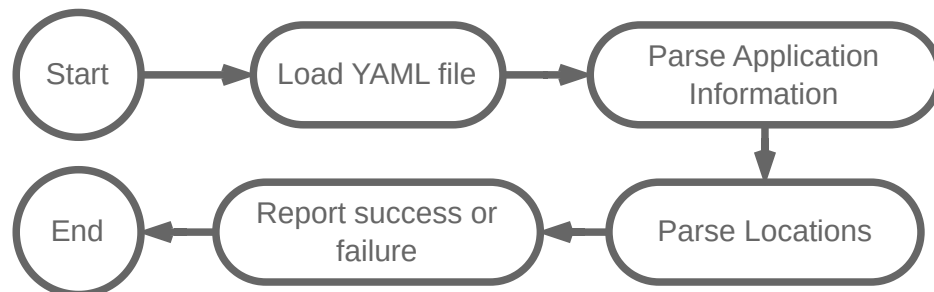 Start
Load YAML file
Parse Application
Information
Parse Locations
Report success or
failure
End